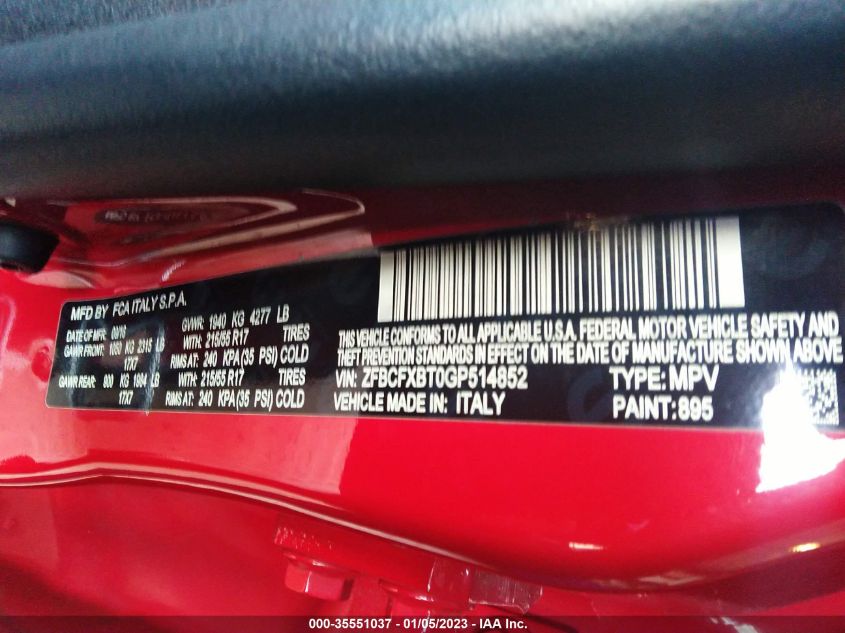 MFD BY FCA ITALY S.P.A.
DATE OF MFR: 09/16 GVWR: 1940 KG 4277 LB
GAWR FRONT: 1050 KG 2315 LB WITH: 215/55 R17 TIRES
17X7 RIMS AT: 240 KPA (35 PSI) COLD
GAWR REAR: 900 KG 1984 LB WITH: 215/55 R17 TIRES
17X7 RIMS AT: 240 KPA (35 PSI) COLD
THIS VEHICLE CONFORMS TO ALL APPLICABLE U.S.A. FEDERAL MOTOR VEHICLE SAFETY AND
THEFT PREVENTION STANDARDS IN EFFECT ON THE DATE OF MANUFACTURE SHOWN ABOVE
VIN: ZFBCFXBT0GP514852 TYPE: MPV
VEHICLE MADE IN: ITALY PAINT: 895
000-35551037 - 01/05/2023 - IAA Inc.